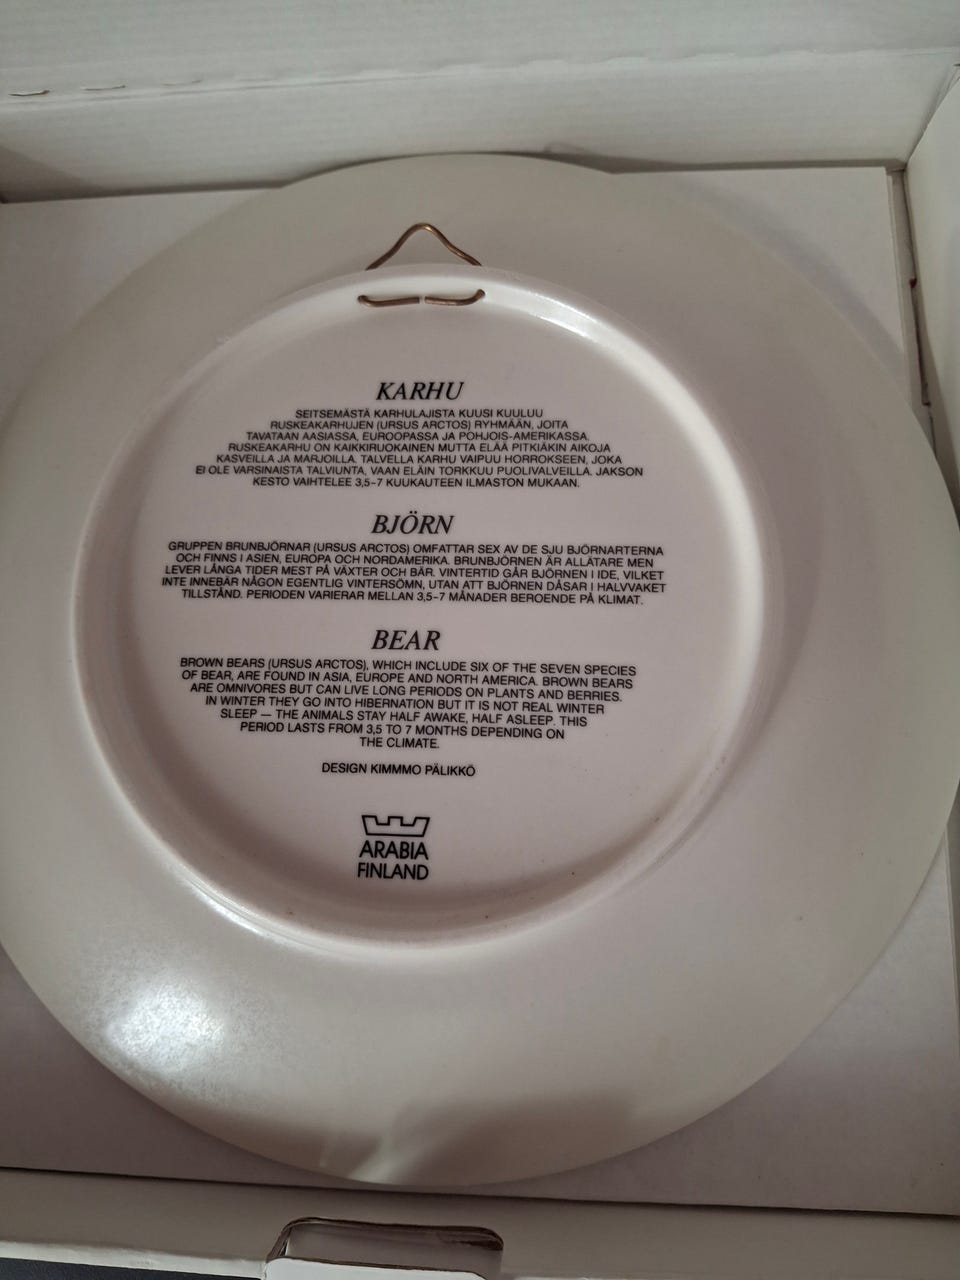 KARHU
SEITSEMÄSTÄ KARHULAJISTA KUUSI KUULUU
RUSKEAKARHUJEN (URSUS ARCTOS) RYHMÄÄN, JOITA
TAVATAAN AASIASSA, EUROOPASSA JA POHJOIS-AMERIKASSA.
RUSKEAKARHU ON KAIKKIRUOKAINEN MUTTA ELÄÄ PITKIÄKIN AIKOJA
KASVEILLA JA MARJOILLA. TALVELLA KARHU VAIPUU HORROKSEEN, JOKA
EI OLE VARSINAISTA TALVIUNTA, VAAN ELÄIN TORKKUU PUOLIVALVEILLA. JAKSON
KESTO VAIHTELEE 3,5-7 KUUKAUTEEN ILMASTON MUKAAN.
BJÖRN
GRUPPEN BRUNBJÖRNAR (URSUS ARCTOS) OMFATTAR SEX AV DE SJU BJÖRNARTERNA
OCH FINNS I ASIEN, EUROPA OCH NORDAMERIKA. BRUNBJÖRNEN ÄR ALLÄTARE MEN
LEVER LÅNGA TIDER MEST PÅ VÄXTER OCH BÄR. VINTERTID GÅR BJÖRNEN I IDE, VILKET
INTE INNEBÄR NÅGON EGENTLIG VINTERSÖMN, UTAN ATT BJÖRNEN DÅSAR I HALVVAKET
TILLSTÅND. PERIODEN VARIERAR MELLAN 3,5-7 MÅNADER BEROENDE PÅ KLIMAT.
BEAR
BROWN BEARS (URSUS ARCTOS), WHICH INCLUDE SIX OF THE SEVEN SPECIES
OF BEAR, ARE FOUND IN ASIA, EUROPE AND NORTH AMERICA. BROWN BEARS
ARE OMNIVORES BUT CAN LIVE LONG PERIODS ON PLANTS AND BERRIES.
IN WINTER THEY GO INTO HIBERNATION BUT IT IS NOT REAL WINTER
SLEEP — THE ANIMALS STAY HALF AWAKE, HALF ASLEEP. THIS
PERIOD LASTS FROM 3,5 TO 7 MONTHS DEPENDING ON
THE CLIMATE.
DESIGN KIMMMO PÄLIKKÖ
ARABIA
FINLAND